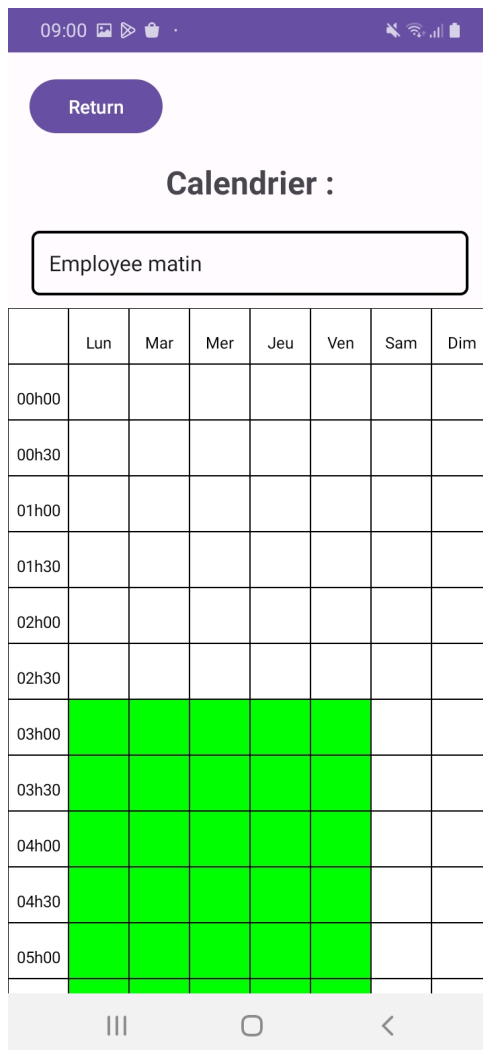 09:00
Return
Calendrier :
Employee matin
Lun Mar Mer Jeu Ven Sam Dim
00h00
00h30
01h00
01h30
02h00
02h30
03h00
03h30
04h00
04h30
05h00